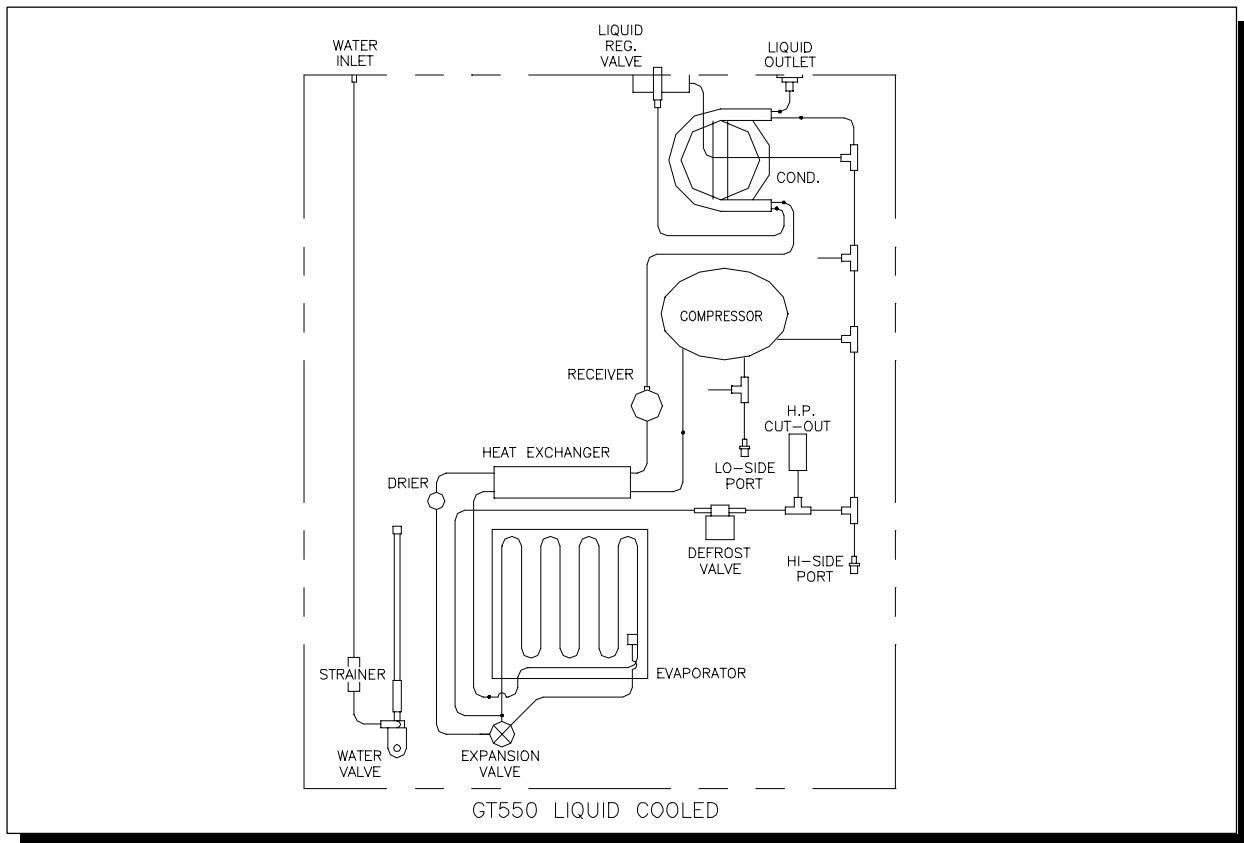 WATER
INLET
LIQUID
REG.
VALVE
LIQUID
OUTLET
COND.
COMPRESSOR
RECEIVER
H.P.
CUT-OUT
HEAT EXCHANGER
LO-SIDE
PORT
DRIER
DEFROST
VALVE
HI-SIDE
PORT
STRAINER
EVAPORATOR
WATER
VALVE
EXPANSION
VALVE
GT550 LIQUID COOLED